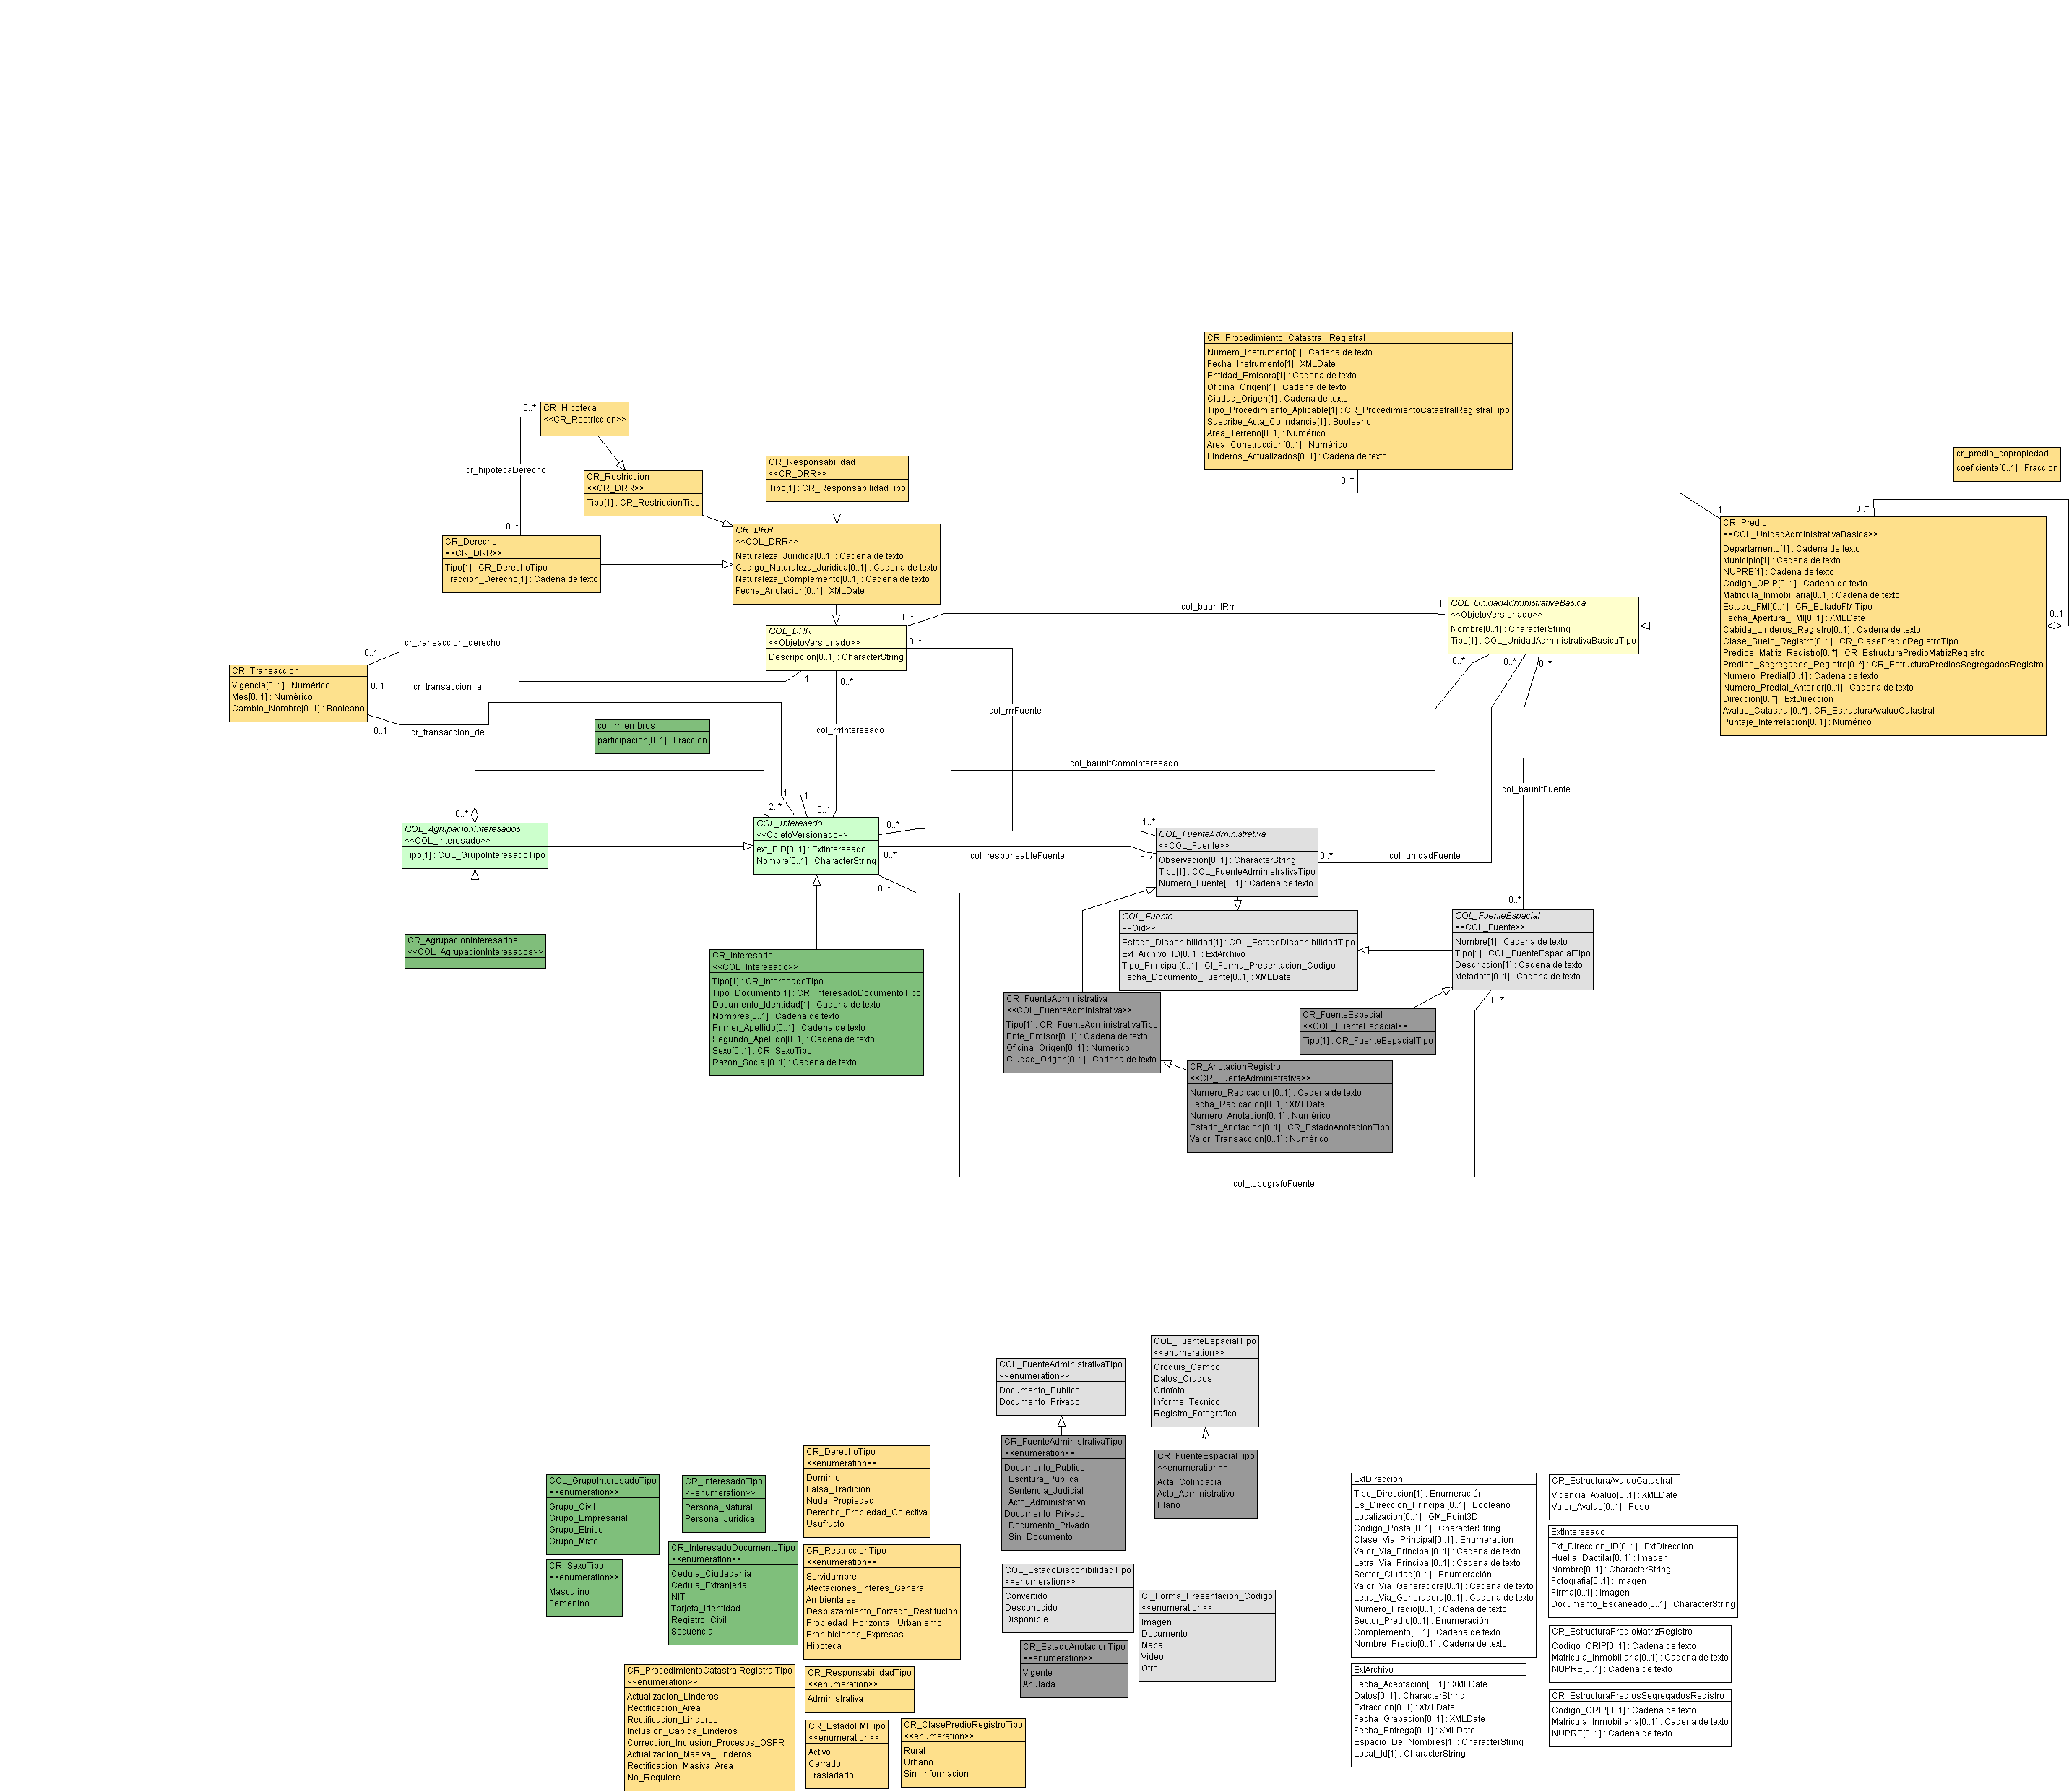 CR_Procedimiento_Catastral_Registral
Numero_Instrumento[1] : Cadena de texto
Fecha_Instrumento[1] : XMLDate
Entidad_Emisora[1] : Cadena de texto
Oficina_Origen[1] : Cadena de texto
Ciudad_Origen[1] : Cadena de texto
Tipo_Procedimiento_Aplicable[1] : CR_ProcedimientoCatastralRegistralTipo
Suscribe_Acta_Colindancia[1] : Booleano
Area_Terreno[0..1] : Numérico
Area_Construccion[0..1] : Numérico
Linderos_Actualizados[0..1] : Cadena de texto
0..*
1
cr_predio_copropiedad
coeficiente[0..1] : Fraccion
0..*
0..1
CR_Predio
<<COL_UnidadAdministrativaBasica>>
Departamento[1] : Cadena de texto
Municipio[1] : Cadena de texto
NUPRE[1] : Cadena de texto
Codigo_ORIP[0..1] : Cadena de texto
Matricula_Inmobiliaria[0..1] : Cadena de texto
Estado_FMI[0..1] : CR_EstadoFMITipo
Fecha_Apertura_FMI[0..1] : XMLDate
Cabida_Linderos_Registro[0..1] : Cadena de texto
Clase_Suelo_Registro[0..1] : CR_ClasePredioRegistroTipo
Predios_Matriz_Registro[0..*] : CR_EstructuraPredioMatrizRegistro
Predios_Segregados_Registro[0..*] : CR_EstructuraPrediosSegregadosRegistro
Numero_Predial[0..1] : Cadena de texto
Numero_Predial_Anterior[0..1] : Cadena de texto
Direccion[0..*] : ExtDireccion
Avaluo_Catastral[0..*] : CR_EstructuraAvaluoCatastral
Puntaje_Interrelacion[0..1] : Numérico
0..*
CR_Hipoteca
<<CR_Restriccion>>
cr_hipotecaDerecho
0..*
CR_Restriccion
<<CR_DRR>>
Tipo[1] : CR_RestriccionTipo
CR_Responsabilidad
<<CR_DRR>>
Tipo[1] : CR_ResponsabilidadTipo
CR_Derecho
<<CR_DRR>>
Tipo[1] : CR_DerechoTipo
Fraccion_Derecho[1] : Cadena de texto
CR_DRR
<<COL_DRR>>
Naturaleza_Juridica[0..1] : Cadena de texto
Codigo_Naturaleza_Juridica[0..1] : Cadena de texto
Naturaleza_Complemento[0..1] : Cadena de texto
Fecha_Anotacion[0..1] : XMLDate
COL_DRR
<<ObjetoVersionado>>
Descripcion[0..1] : CharacterString
1..*
col_baunitRrr
1
0..*
COL_UnidadAdministrativaBasica
<<ObjetoVersionado>>
Nombre[0..1] : CharacterString
Tipo[1] : COL_UnidadAdministrativaBasicaTipo
0..*
0..*
0..*
CR_Transaccion
Vigencia[0..1] : Numérico
Mes[0..1] : Numérico
Cambio_Nombre[0..1] : Booleano
0..1
cr_transaccion_derecho
1
0..*
0..1
cr_transaccion_a
0..1
cr_transaccion_de
col_rrrInteresado
col_rrrFuente
col_miembros
participacion[0..1] : Fraccion
col_baunitComoInteresado
col_baunitFuente
0..*
2..*
1
1
0..1
COL_AgrupacionInteresados
<<COL_Interesado>>
Tipo[1] : COL_GrupoInteresadoTipo
COL_Interesado
<<ObjetoVersionado>>
ext_PID[0..1] : ExtInteresado
Nombre[0..1] : CharacterString
0..*
0..*
col_responsableFuente
1..*
0..*
0..*
COL_FuenteAdministrativa
<<COL_Fuente>>
Observacion[0..1] : CharacterString
Tipo[1] : COL_FuenteAdministrativaTipo
Numero_Fuente[0..1] : Cadena de texto
0..*
col_unidadFuente
0..*
COL_Fuente
<<Oid>>
Estado_Disponibilidad[1] : COL_EstadoDisponibilidadTipo
Ext_Archivo_ID[0..1] : ExtArchivo
Tipo_Principal[0..1] : CI_Forma_Presentacion_Codigo
Fecha_Documento_Fuente[0..1] : XMLDate
COL_FuenteEspacial
<<COL_Fuente>>
Nombre[1] : Cadena de texto
Tipo[1] : COL_FuenteEspacialTipo
Descripcion[1] : Cadena de texto
Metadato[0..1] : Cadena de texto
0..*
CR_AgrupacionInteresados
<<COL_AgrupacionInteresados>>
CR_Interesado
<<COL_Interesado>>
Tipo[1] : CR_InteresadoTipo
Tipo_Documento[1] : CR_InteresadoDocumentoTipo
Documento_Identidad[1] : Cadena de texto
Nombres[0..1] : Cadena de texto
Primer_Apellido[0..1] : Cadena de texto
Segundo_Apellido[0..1] : Cadena de texto
Sexo[0..1] : CR_SexoTipo
Razon_Social[0..1] : Cadena de texto
CR_FuenteAdministrativa
<<COL_FuenteAdministrativa>>
Tipo[1] : CR_FuenteAdministrativaTipo
Ente_Emisor[0..1] : Cadena de texto
Oficina_Origen[0..1] : Numérico
Ciudad_Origen[0..1] : Cadena de texto
CR_FuenteEspacial
<<COL_FuenteEspacial>>
Tipo[1] : CR_FuenteEspacialTipo
CR_AnotacionRegistro
<<CR_FuenteAdministrativa>>
Numero_Radicacion[0..1] : Cadena de texto
Fecha_Radicacion[0..1] : XMLDate
Numero_Anotacion[0..1] : Numérico
Estado_Anotacion[0..1] : CR_EstadoAnotacionTipo
Valor_Transaccion[0..1] : Numérico
col_topografoFuente
COL_FuenteAdministrativaTipo
<<enumeration>>
Documento_Publico
Documento_Privado
COL_FuenteEspacialTipo
<<enumeration>>
Croquis_Campo
Datos_Crudos
Ortofoto
Informe_Tecnico
Registro_Fotografico
CR_FuenteAdministrativaTipo
<<enumeration>>
Documento_Publico
Escritura_Publica
Sentencia_Judicial
Acto_Administrativo
Documento_Privado
Documento_Privado
Sin_Documento
CR_FuenteEspacialTipo
<<enumeration>>
Acta_Colindacia
Acto_Administrativo
Plano
COL_GrupoInteresadoTipo
<<enumeration>>
Grupo_Civil
Grupo_Empresarial
Grupo_Etnico
Grupo_Mixto
CR_InteresadoTipo
<<enumeration>>
Persona_Natural
Persona_Juridica
CR_DerechoTipo
<<enumeration>>
Dominio
Falsa_Tradicion
Nuda_Propiedad
Derecho_Propiedad_Colectiva
Usufructo
CR_SexoTipo
<<enumeration>>
Masculino
Femenino
CR_InteresadoDocumentoTipo
<<enumeration>>
Cedula_Ciudadania
Cedula_Extranjeria
NIT
Tarjeta_Identidad
Registro_Civil
Secuencial
CR_RestriccionTipo
<<enumeration>>
Servidumbre
Afectaciones_Interes_General
Ambientales
Desplazamiento_Forzado_Restitucion
Propiedad_Horizontal_Urbanismo
Prohibiciones_Expresas
Hipoteca
COL_EstadoDisponibilidadTipo
<<enumeration>>
Convertido
Desconocido
Disponible
CI_Forma_Presentacion_Codigo
<<enumeration>>
Imagen
Documento
Mapa
Video
Otro
CR_EstadoAnotacionTipo
<<enumeration>>
Vigente
Anulada
CR_ProcedimientoCatastralRegistralTipo
<<enumeration>>
Actualizacion_Linderos
Rectificacion_Area
Rectificacion_Linderos
Inclusion_Cabida_Linderos
Correccion_Inclusion_Procesos_OSPR
Actualizacion_Masiva_Linderos
Rectificacion_Masiva_Area
No_Requiere
CR_ResponsabilidadTipo
<<enumeration>>
Administrativa
CR_EstadoFMITipo
<<enumeration>>
Activo
Cerrado
Trasladado
CR_ClasePredioRegistroTipo
<<enumeration>>
Rural
Urbano
Sin_Informacion
ExtDireccion
Tipo_Direccion[1] : Enumeración
Es_Direccion_Principal[0..1] : Booleano
Localizacion[0..1] : GM_Point3D
Codigo_Postal[0..1] : CharacterString
Clase_Via_Principal[0..1] : Enumeración
Valor_Via_Principal[0..1] : Cadena de texto
Letra_Via_Principal[0..1] : Cadena de texto
Sector_Ciudad[0..1] : Enumeración
Valor_Via_Generadora[0..1] : Cadena de texto
Letra_Via_Generadora[0..1] : Cadena de texto
Numero_Predio[0..1] : Cadena de texto
Sector_Predio[0..1] : Enumeración
Complemento[0..1] : Cadena de texto
Nombre_Predio[0..1] : Cadena de texto
ExtArchivo
Fecha_Aceptacion[0..1] : XMLDate
Datos[0..1] : CharacterString
Extraccion[0..1] : XMLDate
Fecha_Grabacion[0..1] : XMLDate
Fecha_Entrega[0..1] : XMLDate
Espacio_De_Nombres[1] : CharacterString
Local_Id[1] : CharacterString
CR_EstructuraAvaluoCatastral
Vigencia_Avaluo[0..1] : XMLDate
Valor_Avaluo[0..1] : Peso
ExtInteresado
Ext_Direccion_ID[0..1] : ExtDireccion
Huella_Dactilar[0..1] : Imagen
Nombre[0..1] : CharacterString
Fotografia[0..1] : Imagen
Firma[0..1] : Imagen
Documento_Escaneado[0..1] : CharacterString
CR_EstructuraPredioMatrizRegistro
Codigo_ORIP[0..1] : Cadena de texto
Matricula_Inmobiliaria[0..1] : Cadena de texto
NUPRE[0..1] : Cadena de texto
CR_EstructuraPrediosSegregadosRegistro
Codigo_ORIP[0..1] : Cadena de texto
Matricula_Inmobiliaria[0..1] : Cadena de texto
NUPRE[0..1] : Cadena de texto